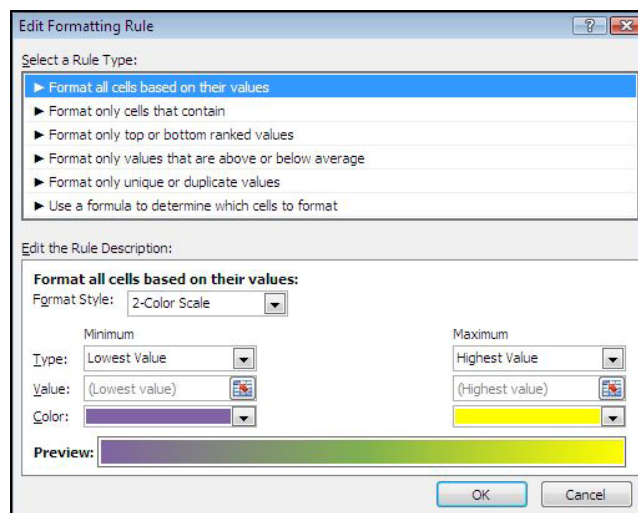 Edit Formatting Rule
Select a Rule Type:
► Format all cells based on their values
► Format only cells that contain
► Format only top or bottom ranked values
► Format only values that are above or below average
► Format only unique or duplicate values
► Use a formula to determine which cells to format
Edit the Rule Description:
Format all cells based on their values:
Format Style: 2-Color Scale
Minimum Maximum
Type: Lowest Value Highest Value
Value: (Lowest value) (Highest value)
Color:
Preview:
OK Cancel